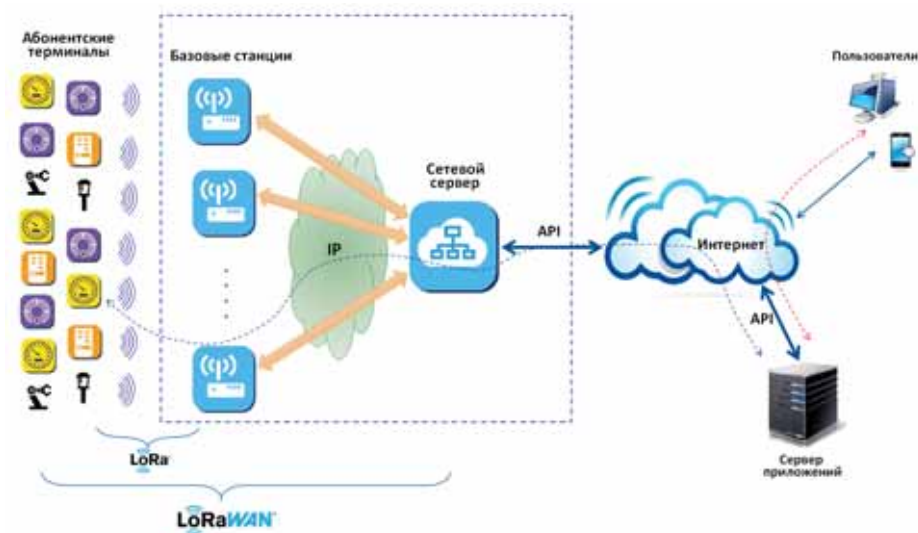 Абонентские
терминалы
Базовые станции
Пользователи
Сетевой
сервер
IP
API
Интернет
API
Сервер
приложений
LoRa
LoRaWAN